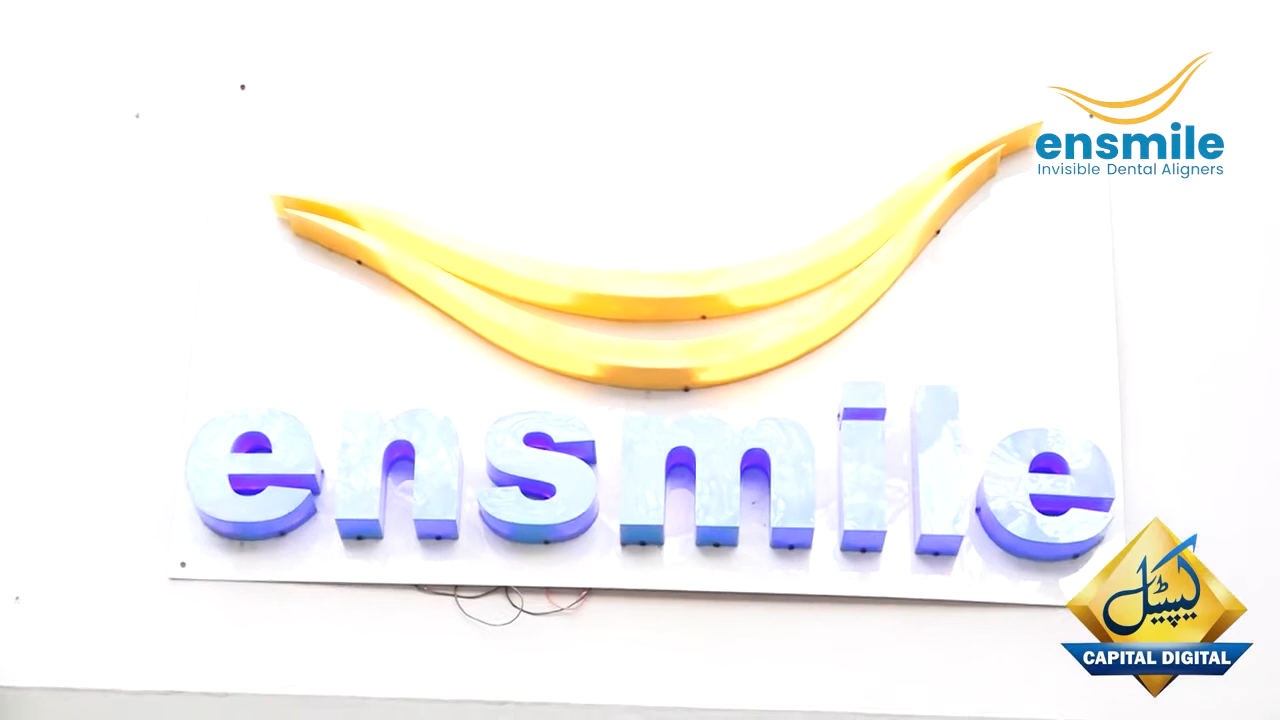 ensmile
Invisible Dental Aligners
ensmile
کیپیٹل
CAPITAL DIGITAL